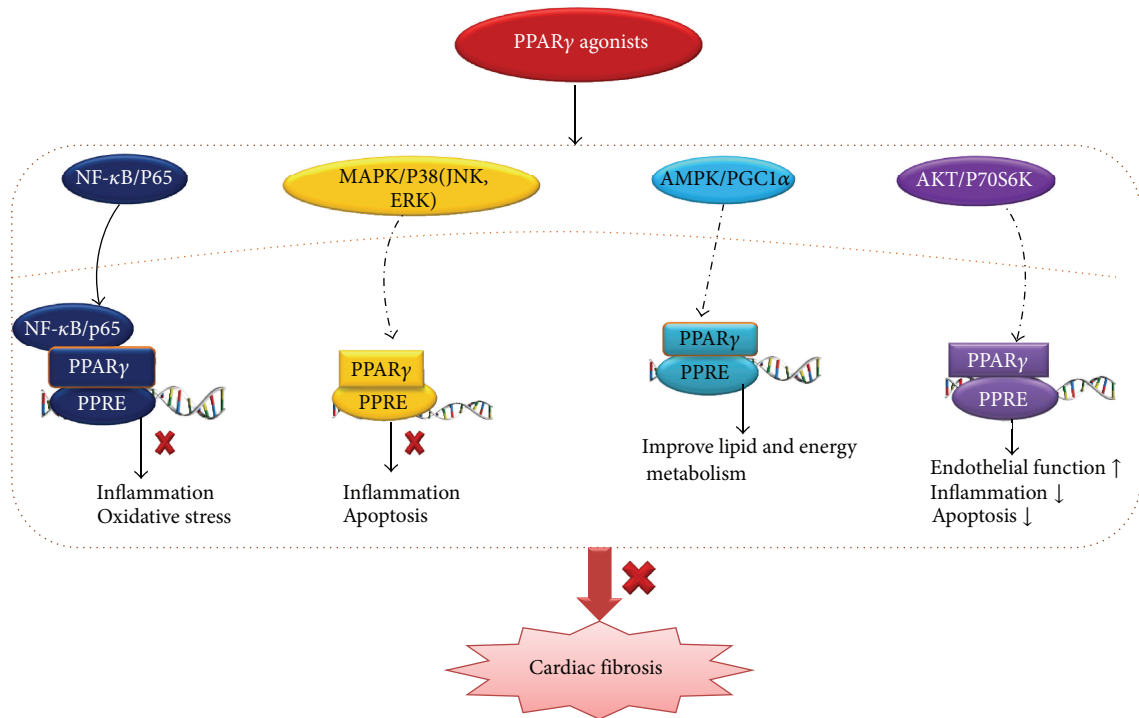 PPARγ agonists
NF-κB/P65
MAPK/P38(JNK,
ERK)
AMPK/PGC1α
AKT/P70S6K
NF-κB/p65
PPARγ
PPRE
Inflammation
Oxidative stress
PPARγ
PPRE
Inflammation
Apoptosis
PPARγ
PPRE
Improve lipid and energy
metabolism
PPARγ
PPRE
Endothelial function ↑
Inflammation ↓
Apoptosis ↓
Cardiac fibrosis